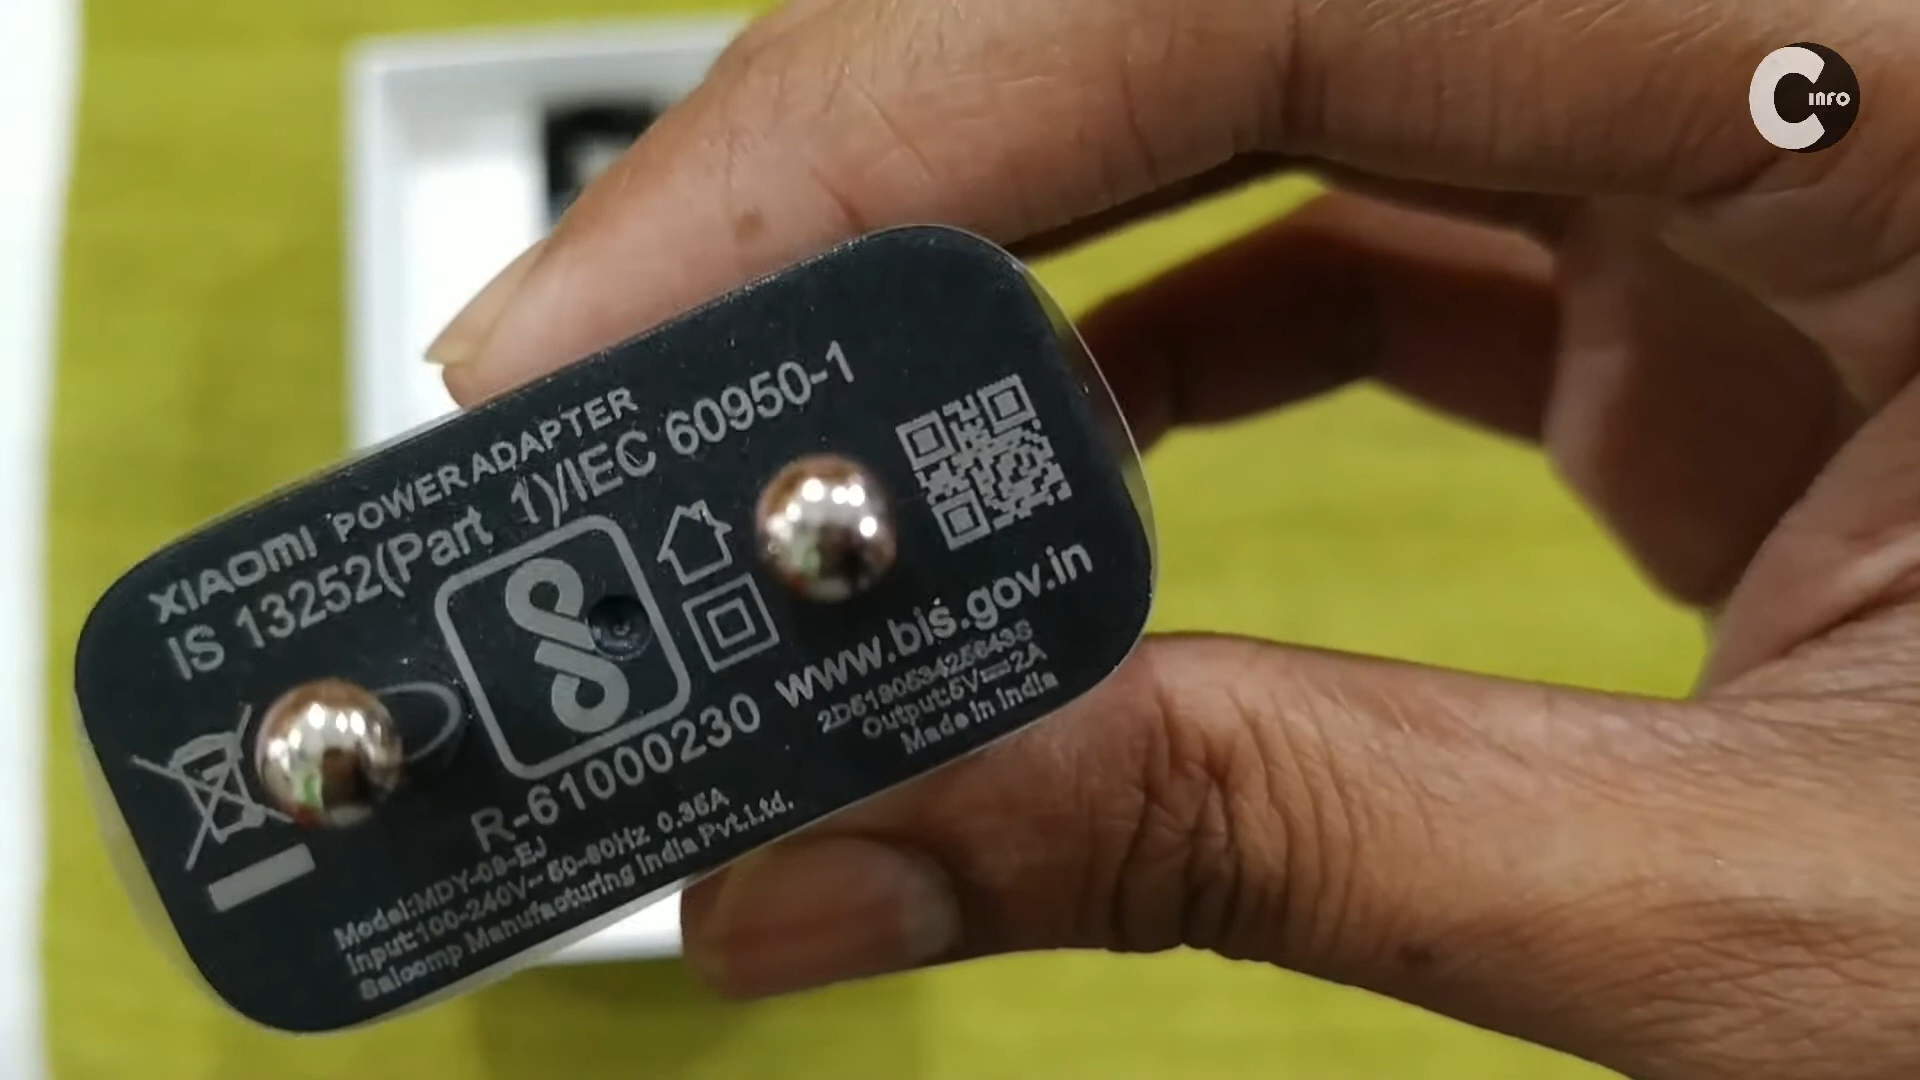 C INFO
XIAOMI POWER ADAPTER
IS 13252(Part 1)/IEC 60950-1
R-61000230 www.bis.gov.in
Output:5V⎓2A
Made in India
Model:MDY-09-EJ
Input:100-240V~ 50-60Hz 0.35A
Salcomp Manufacturing India Pvt.Ltd.